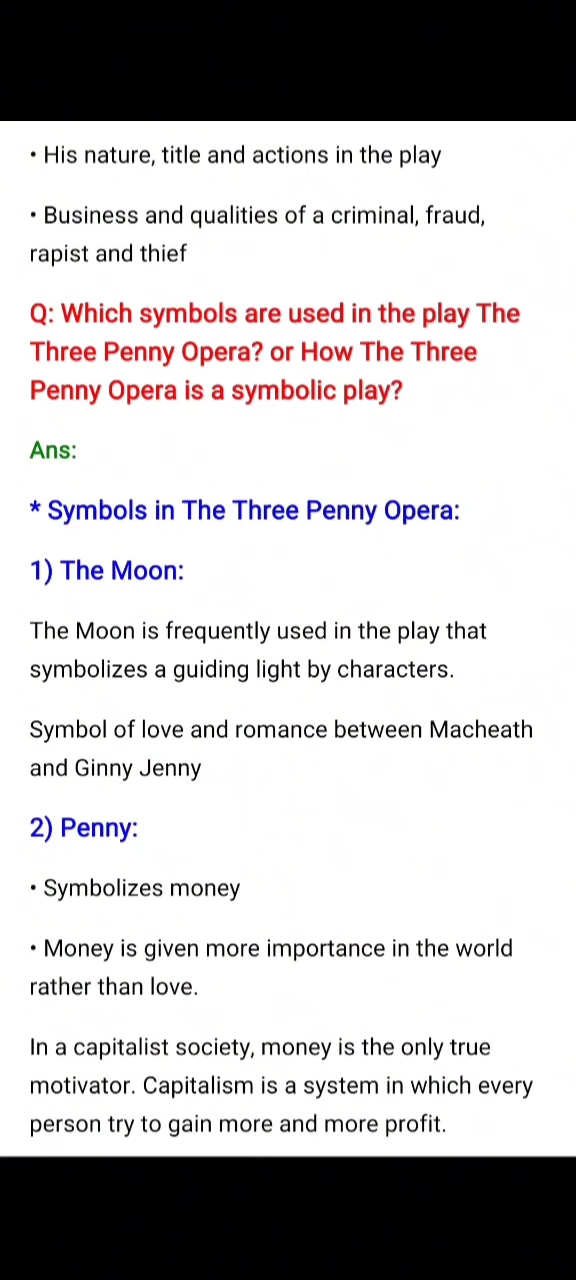 • His nature, title and actions in the play
• Business and qualities of a criminal, fraud,
rapist and thief
Q: Which symbols are used in the play The
Three Penny Opera? or How The Three
Penny Opera is a symbolic play?
Ans:
* Symbols in The Three Penny Opera:
1) The Moon:
The Moon is frequently used in the play that
symbolizes a guiding light by characters.
Symbol of love and romance between Macheath
and Ginny Jenny
2) Penny:
• Symbolizes money
• Money is given more importance in the world
rather than love.
In a capitalist society, money is the only true
motivator. Capitalism is a system in which every
person try to gain more and more profit.